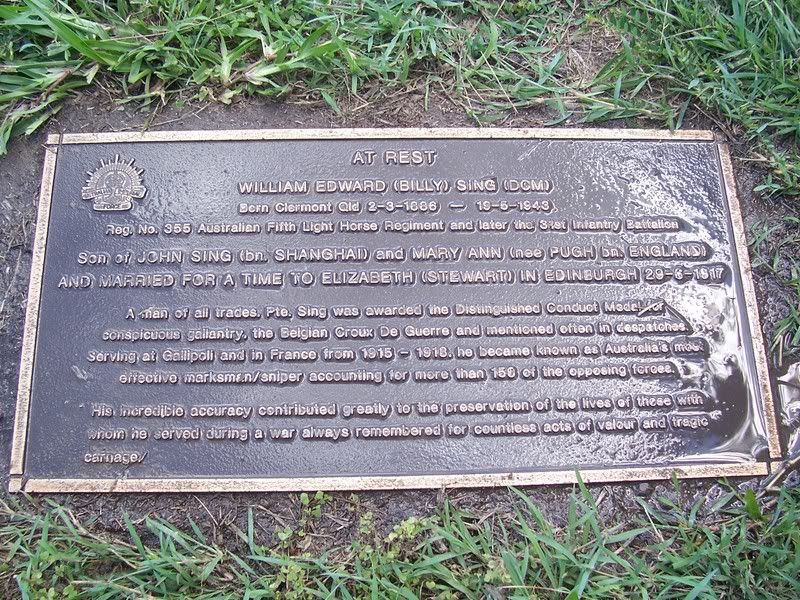 AT REST
WILLIAM EDWARD (BILLY) SING (DCM)
Born Clermont Qld 2-3-1886 — 19-5-1943
Reg. No. 355 Australian Fifth Light Horse Regiment and later the 31st Infantry Battalion
Son of JOHN SING (bn. SHANGHAI) and MARY ANN (nee PUGH bn. ENGLAND)
AND MARRIED FOR A TIME TO ELIZABETH (STEWART) IN EDINBURGH 29-6-1917
A man of all trades, Pte. Sing was awarded the Distinguished Conduct Medal for
conspicuous gallantry, the Belgian Croux De Guerre and mentioned often in despatches.
Serving at Gallipoli and in France from 1915 - 1918, he became known as Australia's most
effective marksman/sniper accounting for more than 150 of the opposing forces.
His incredible accuracy contributed greatly to the preservation of the lives of those with
whom he served during a war always remembered for countless acts of valour and tragic
carnage.